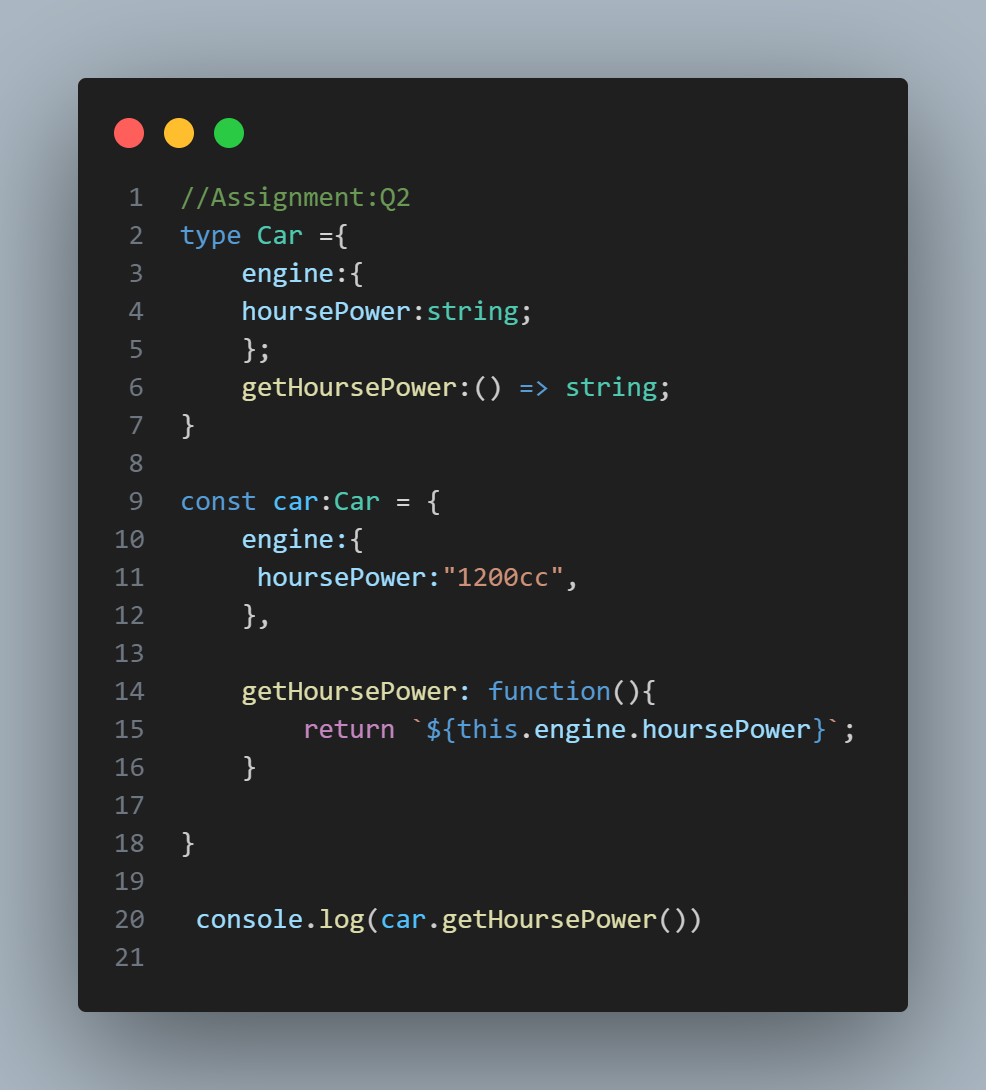 1 //Assignment:Q2
2 type Car ={
3     engine:{
4     hoursePower:string;
5     };
6     getHoursePower:() => string;
7 }
8
9 const car:Car = {
10     engine:{
11      hoursePower:"1200cc",
12     },
13
14     getHoursePower: function(){
15         return `${this.engine.hoursePower}`;
16     }
17
18 }
19
20  console.log(car.getHoursePower())
21